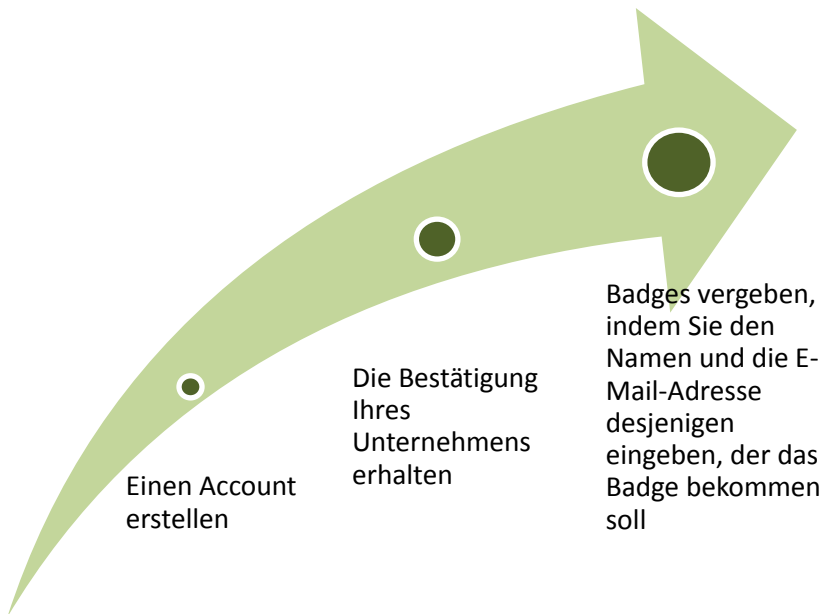 Einen Account
erstellen
Die Bestätigung
Ihres
Unternehmens
erhalten
Badges vergeben,
indem Sie den
Namen und die E-
Mail-Adresse
desjenigen
eingeben, der das
Badge bekommen
soll